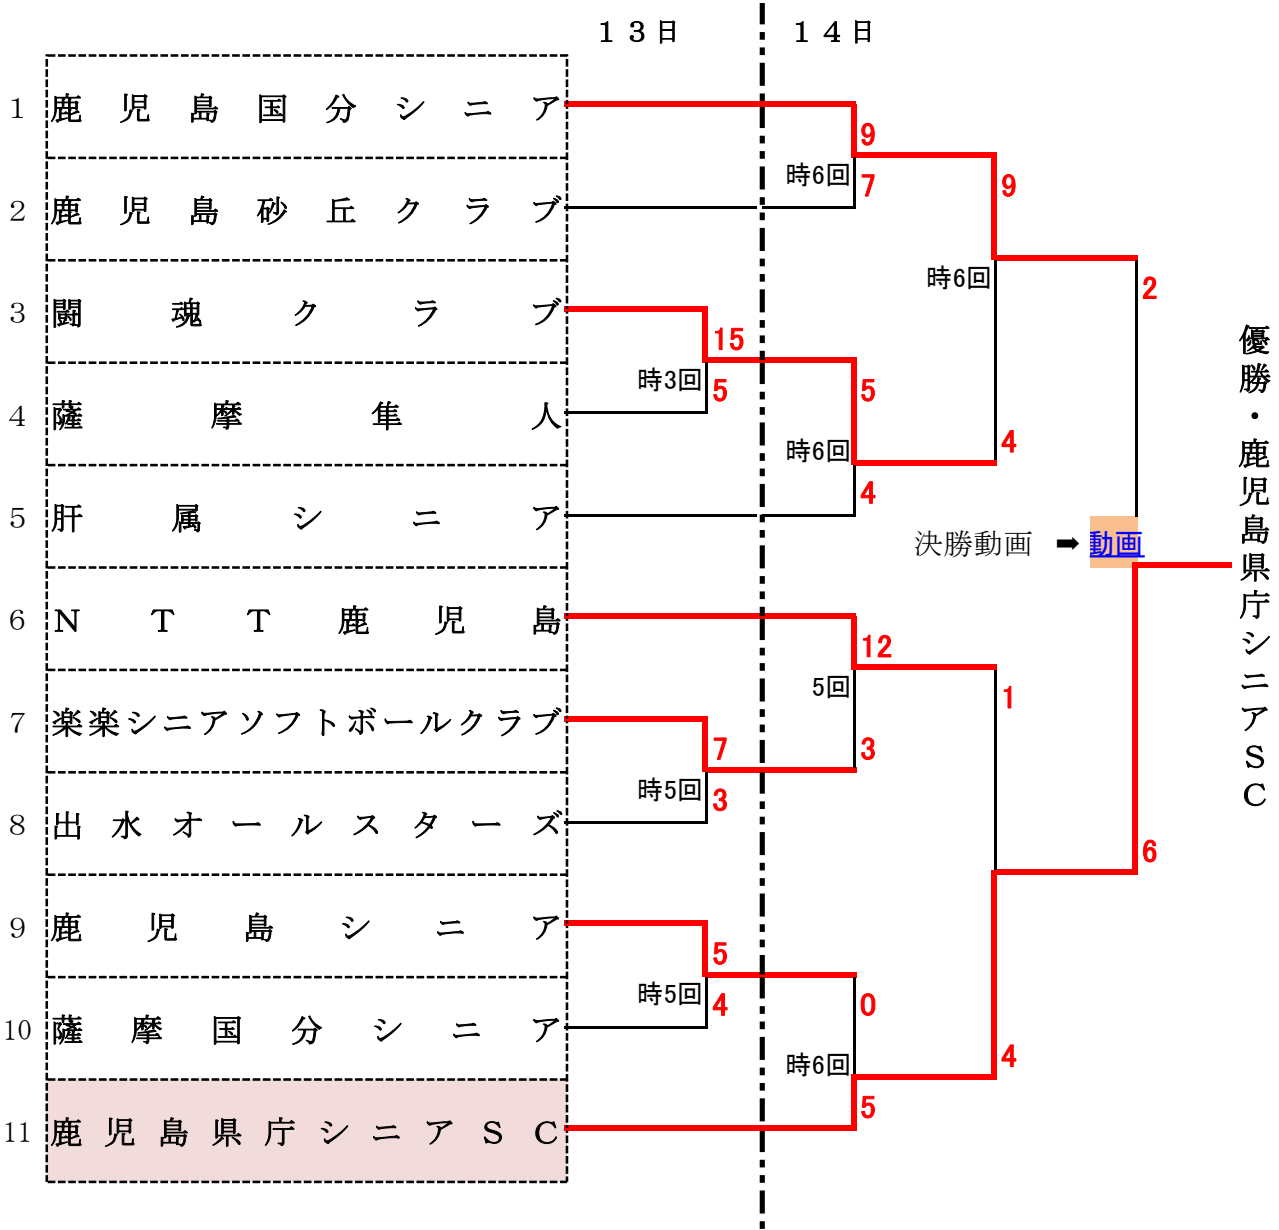 13日
14日
1 鹿児島国分シニア
9
時6回
7
9
2 鹿児島砂丘クラブ
時6回
2
3 闘魂クラブ
15
時3回
5
5
4 薩摩隼人
時6回
4
4
5 肝属シニア
決勝動画 ➡ 動画
優勝・鹿児島県庁シニアSC
6 NTT鹿児島
12
5回
1
7 楽楽シニアソフトボールクラブ
7
3
時5回
3
8 出水オールスターズ
6
9 鹿児島シニア
5
時5回
4
0
10 薩摩国分シニア
時6回
4
5
11 鹿児島県庁シニアSC